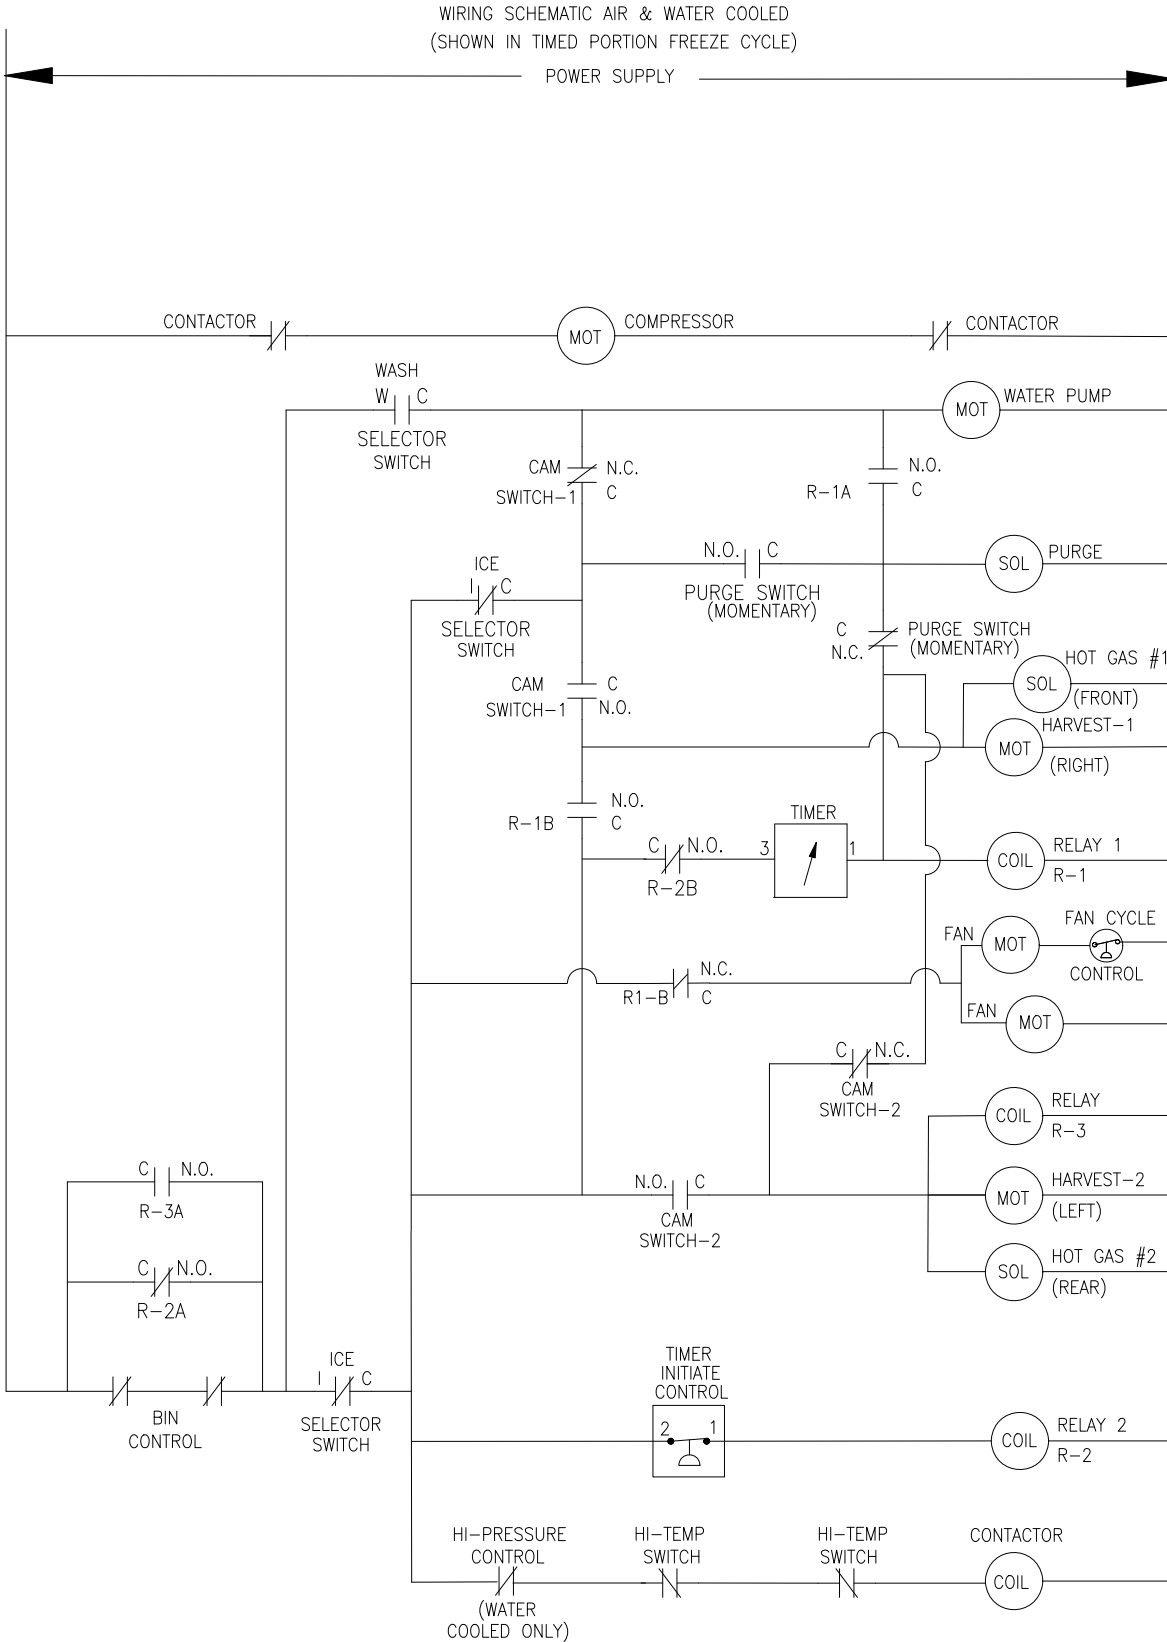 WIRING SCHEMATIC AIR & WATER COOLED
(SHOWN IN TIMED PORTION FREEZE CYCLE)
POWER SUPPLY
CONTACTOR
MOT
COMPRESSOR
CONTACTOR
WASH
W C
SELECTOR
SWITCH
MOT
WATER PUMP
CAM
SWITCH-1
N.C.
C
R-1A
N.O.
C
N.O. C
PURGE SWITCH
(MOMENTARY)
SOL
PURGE
ICE
I C
SELECTOR
SWITCH
C
N.C.
PURGE SWITCH
(MOMENTARY)
HOT GAS #1
SOL
(FRONT)
CAM
SWITCH-1
C
N.O.
HARVEST-1
MOT
(RIGHT)
R-1B
N.O.
C
TIMER
3 1
C N.O.
R-2B
COIL
RELAY 1
R-1
FAN
MOT
FAN CYCLE
CONTROL
R1-B
N.C.
C
FAN
MOT
C N.C.
CAM
SWITCH-2
COIL
RELAY
R-3
C N.O.
R-3A
N.O. C
CAM
SWITCH-2
MOT
HARVEST-2
(LEFT)
C N.O.
R-2A
SOL
HOT GAS #2
(REAR)
BIN
CONTROL
ICE
I C
SELECTOR
SWITCH
TIMER
INITIATE
CONTROL
2 1
COIL
RELAY 2
R-2
HI-PRESSURE
CONTROL
(WATER
COOLED ONLY)
HI-TEMP
SWITCH
HI-TEMP
SWITCH
CONTACTOR
COIL